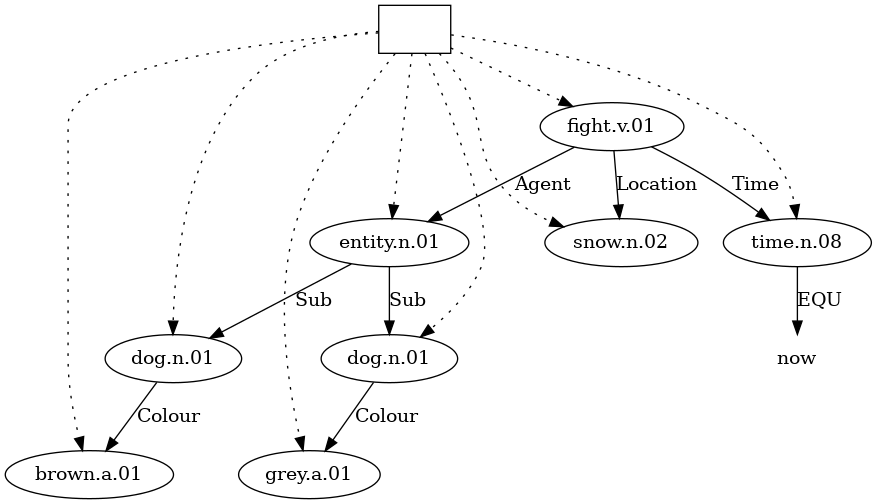 fight.v.01
Agent Location Time
entity.n.01 snow.n.02 time.n.08
Sub Sub EQU
dog.n.01 dog.n.01 now
Colour Colour
brown.a.01 grey.a.01